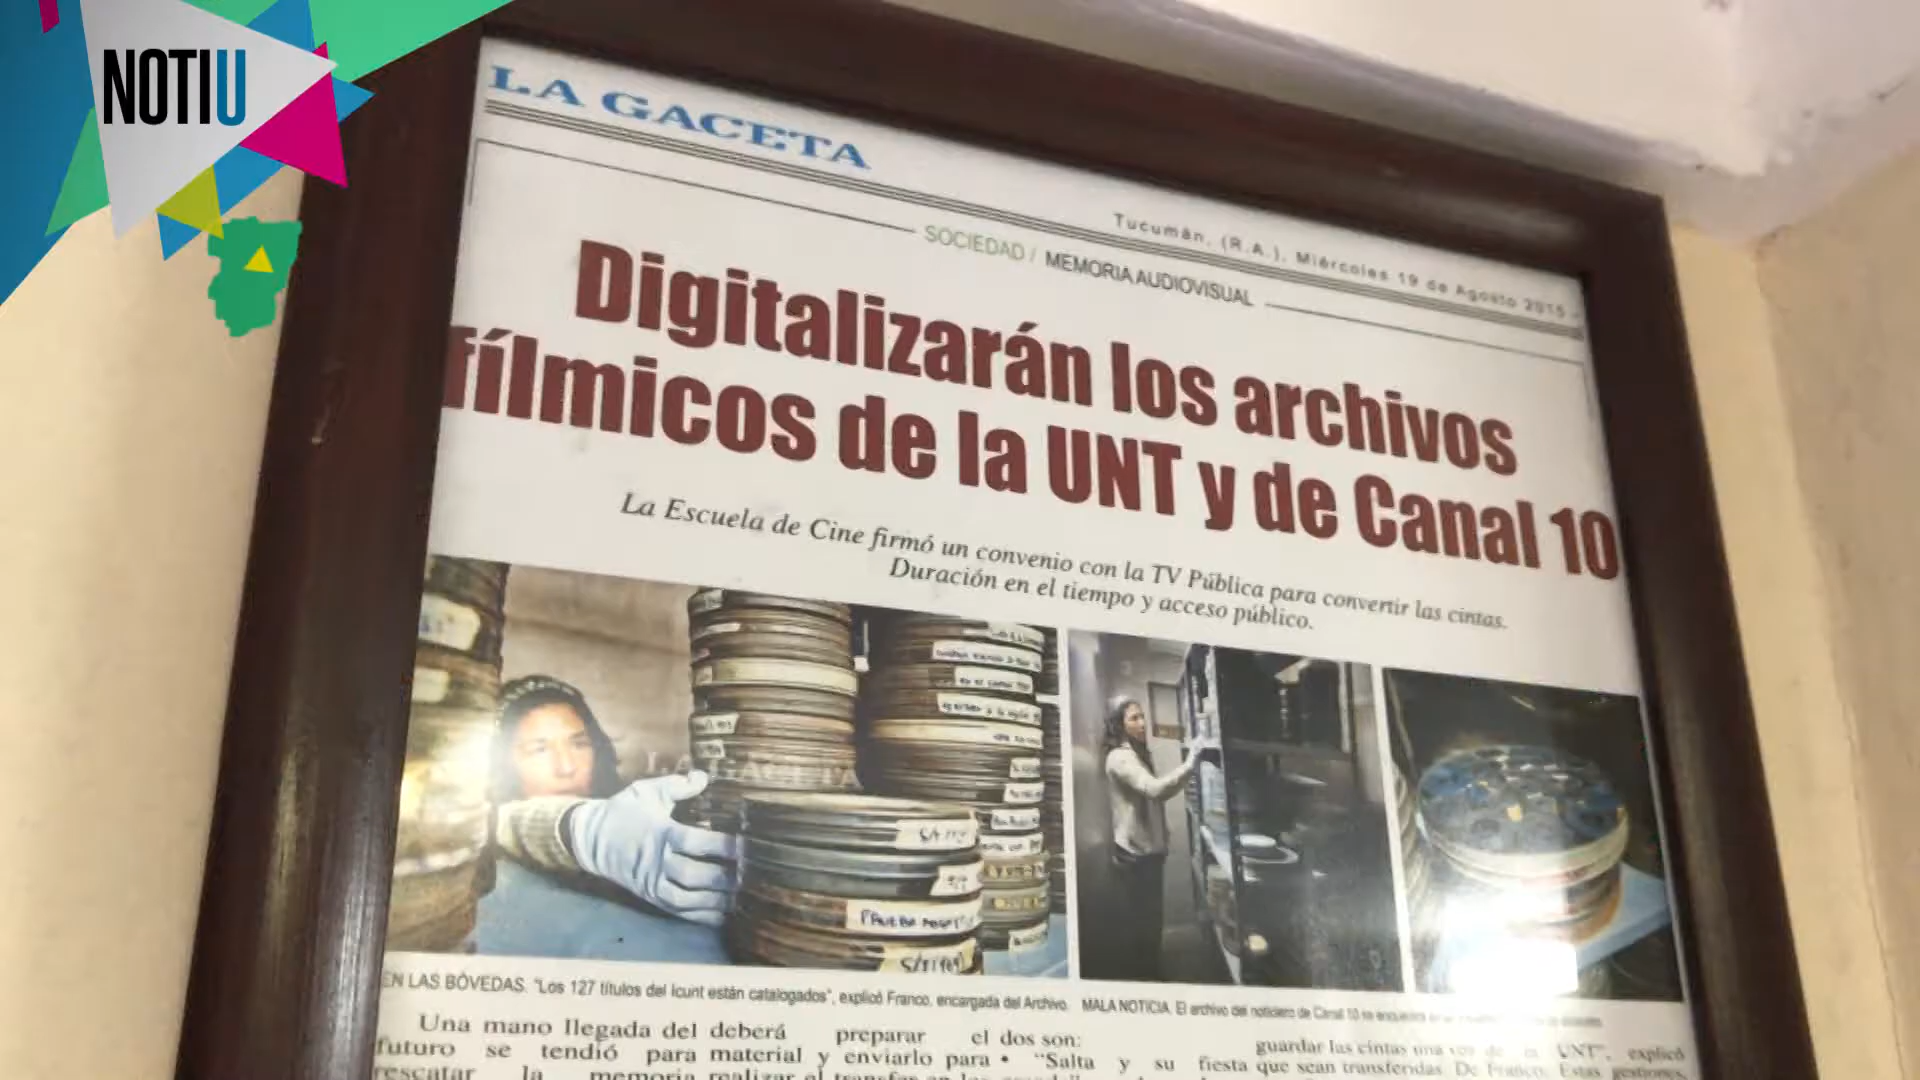 NOTIU
LA GACETA
Tucumán, (R.A.), Miércoles 19 de Agosto 2015
SOCIEDAD / MEMORIA AUDIOVISUAL
Digitalizarán los archivos
fílmicos de la UNT y de Canal 10
La Escuela de Cine firmó un convenio con la TV Pública para convertir las cintas.
Duración en el tiempo y acceso público.
LA GACETA
EN LAS BÓVEDAS. "Los 127 títulos del Icunt están catalogados", explicó Franco, encargada del Archivo.
MALA NOTICIA. El archivo del noticiero de Canal 10 se
Una mano llegada del
futuro se tendió para
rescatar la memoria
deberá preparar el
material y enviarlo para
realizar el
dos son:
• "Salta y su fiesta
guardar las cintas una
UNT", explicó
que sean transferidas. De Franco. Estas gestiones,